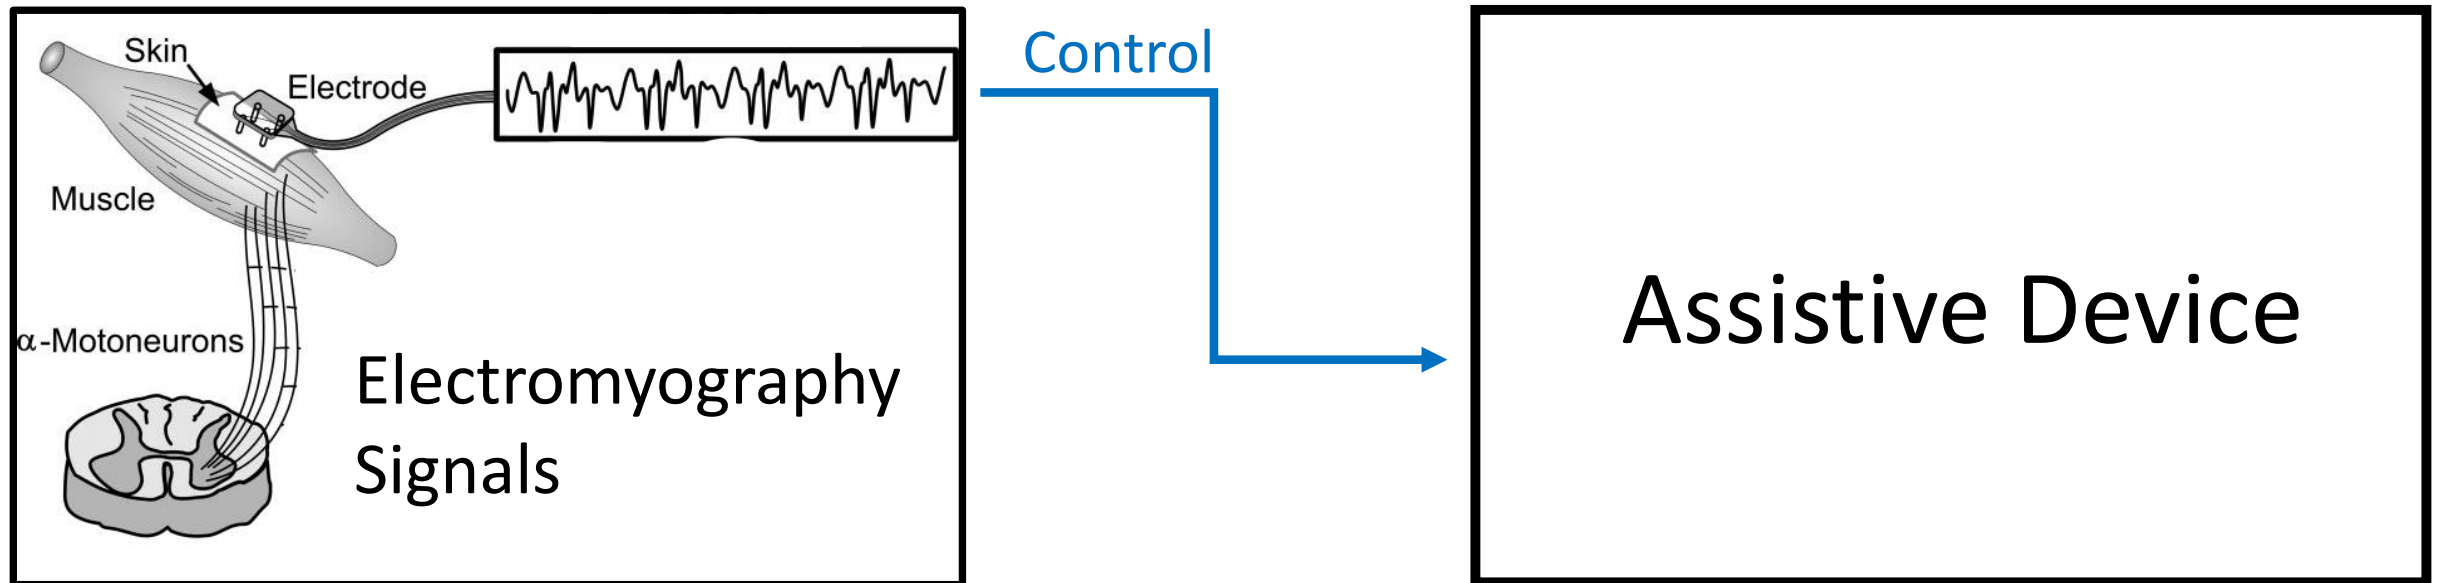 Skin
Electrode
Muscle
α-Motoneurons
Electromyography
Signals
Control
Assistive Device